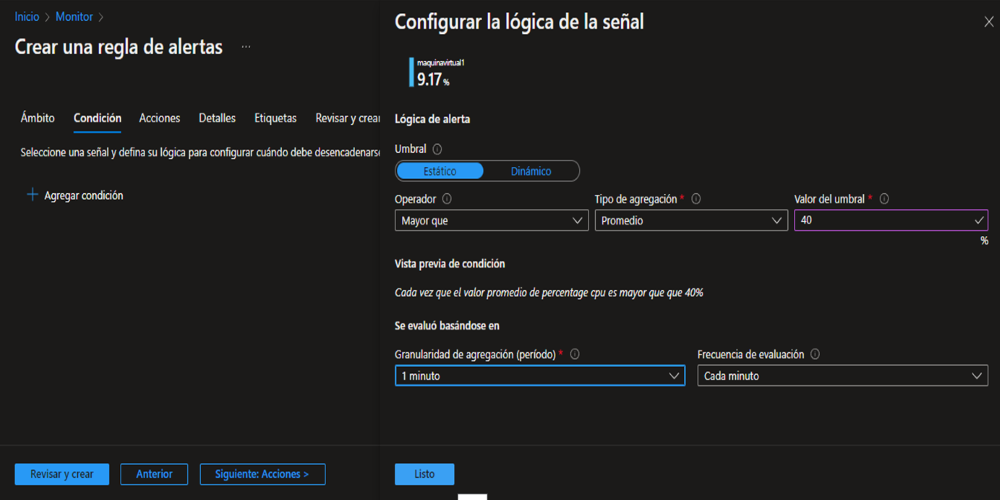 Inicio > Monitor >
Crear una regla de alertas ...
Ámbito Condición Acciones Detalles Etiquetas Revisar y crear
Seleccione una señal y defina su lógica para configurar cuándo debe desencadenarse
+ Agregar condición
Revisar y crear Anterior Siguiente: Acciones >
Configurar la lógica de la señal
maquinavirtual1
9.17 %
Lógica de alerta
Umbral
Estático Dinámico
Operador Tipo de agregación * Valor del umbral *
Mayor que Promedio 40
%
Vista previa de condición
Cada vez que el valor promedio de percentage cpu es mayor que que 40%
Se evaluó basándose en
Granularidad de agregación (período) * Frecuencia de evaluación
1 minuto Cada minuto
Listo